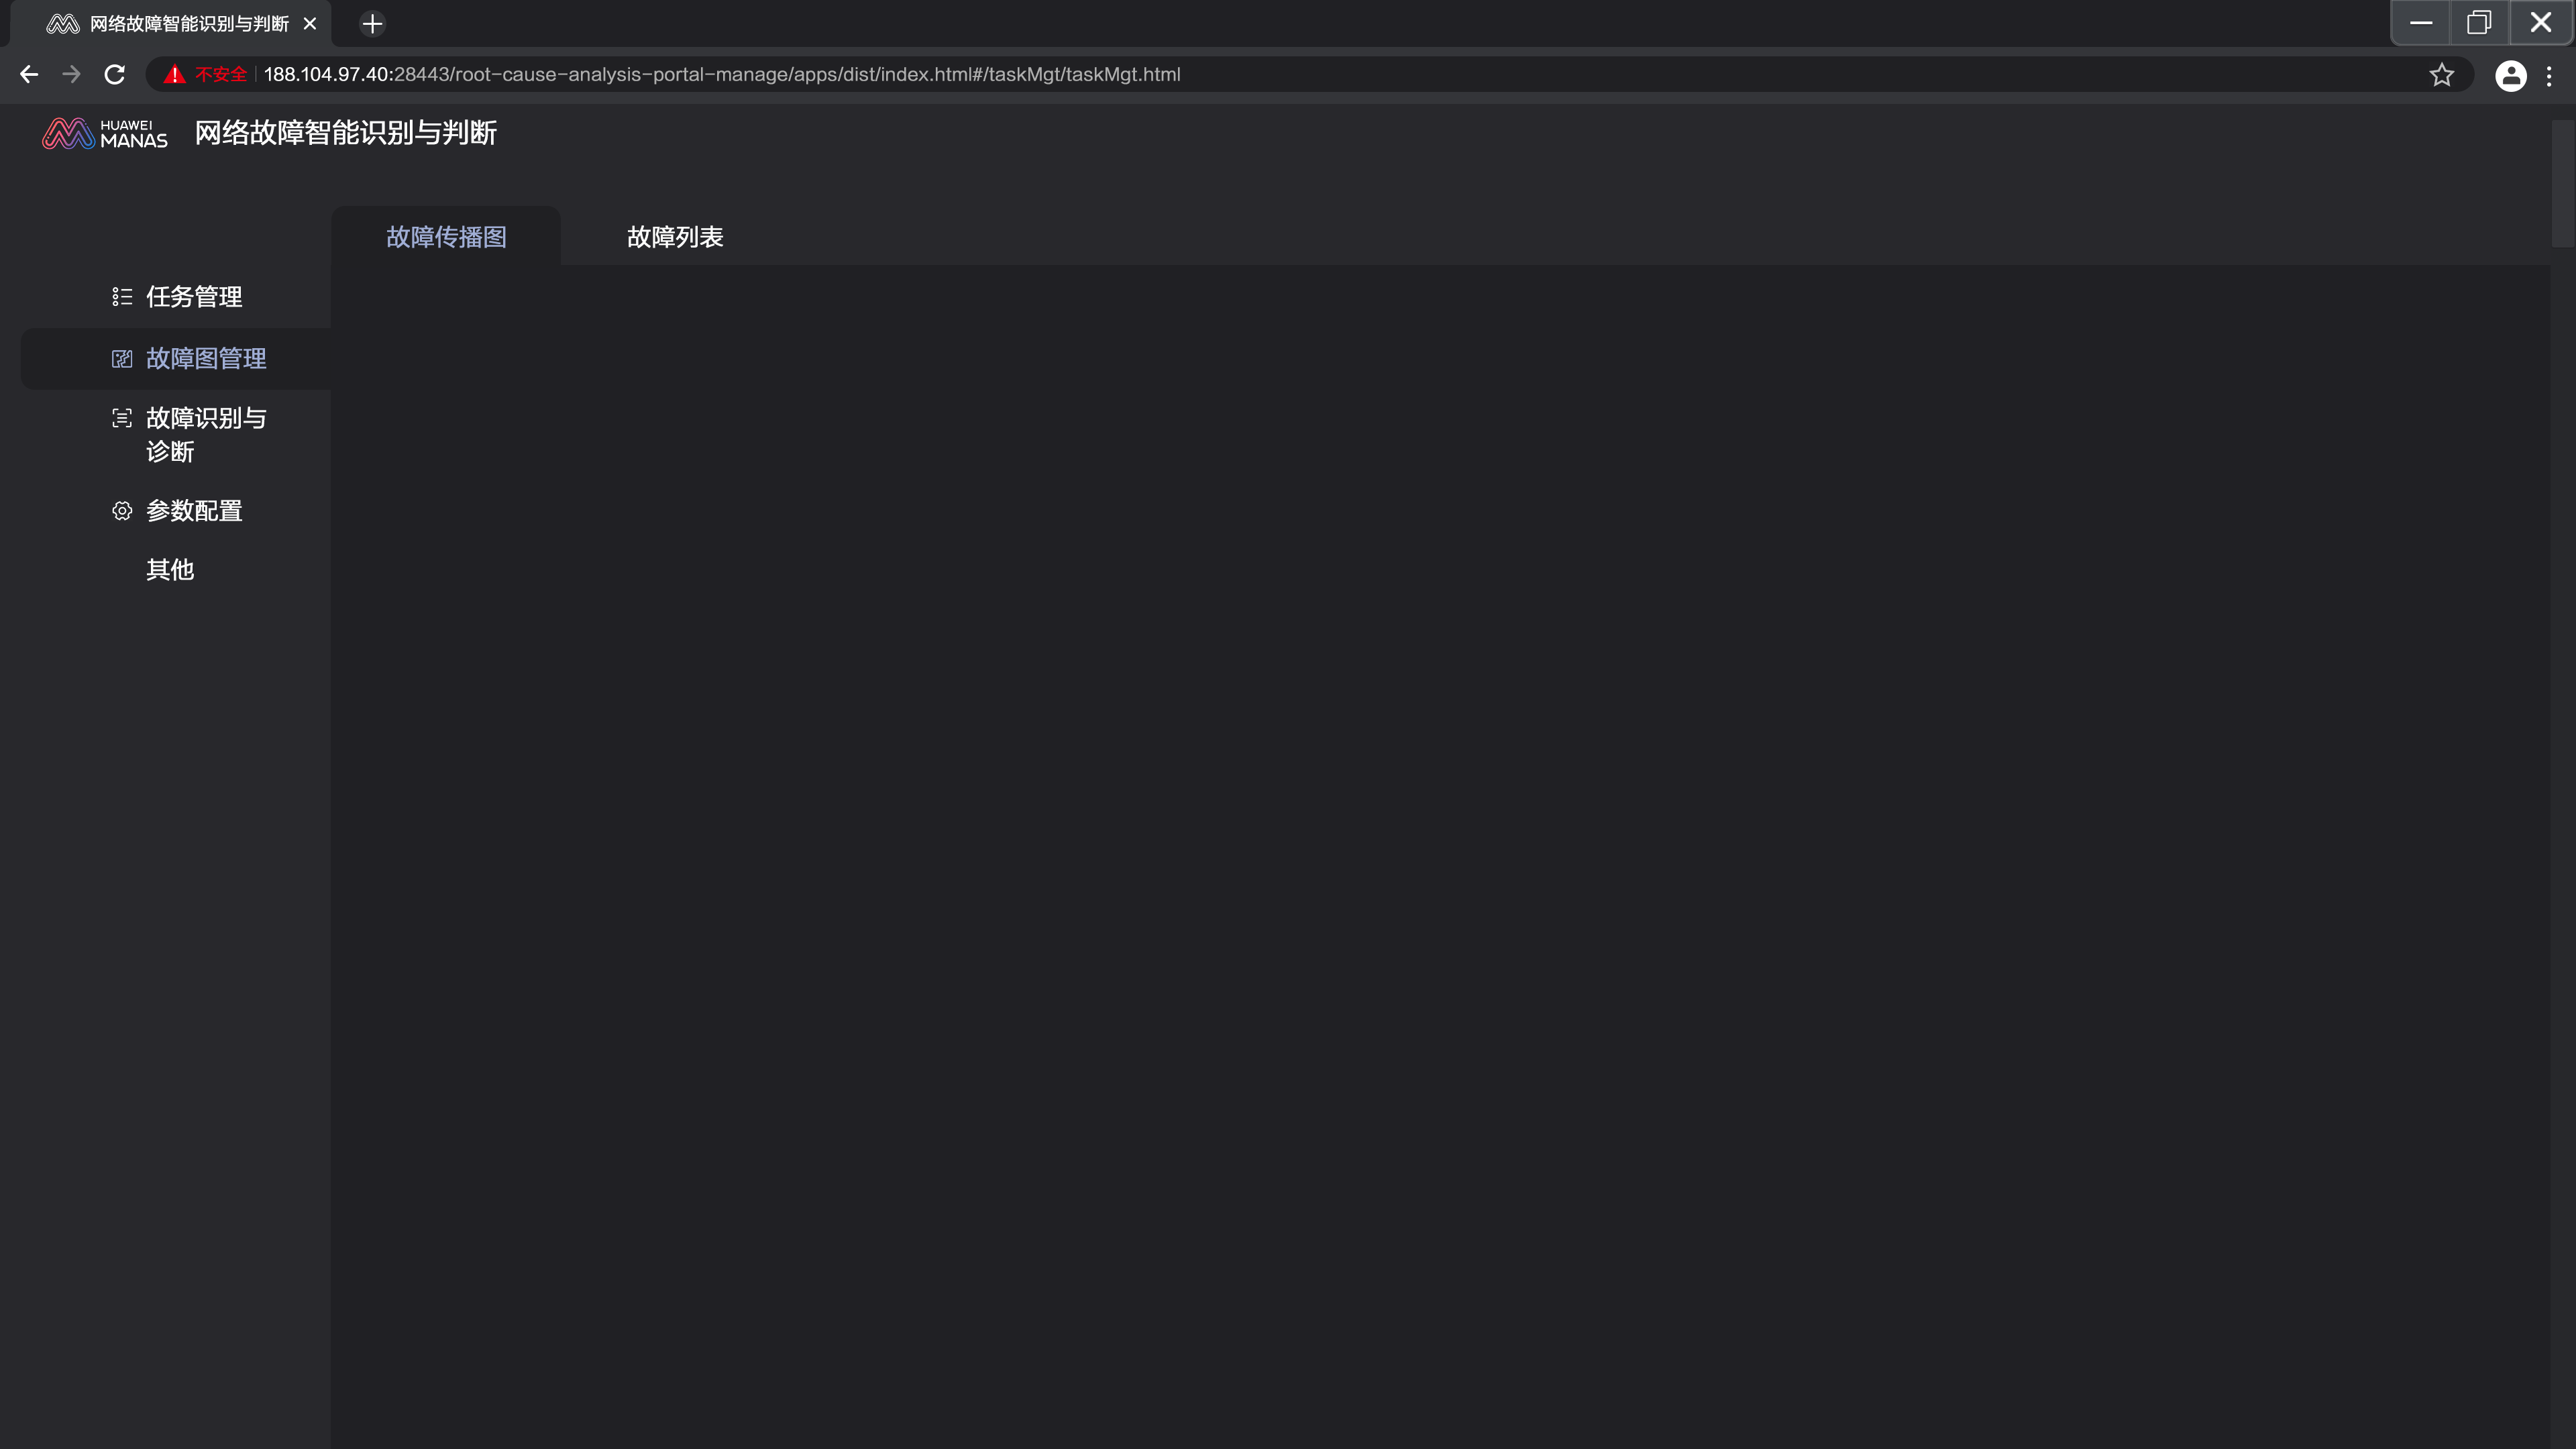 网络故障智能识别与判断
不安全 188.104.97.40:28443/root-cause-analysis-portal-manage/apps/dist/index.html#/taskMgt/taskMgt.html
HUAWEI
MANAS
网络故障智能识别与判断
故障传播图
故障列表
任务管理
故障图管理
故障识别与
诊断
参数配置
其他